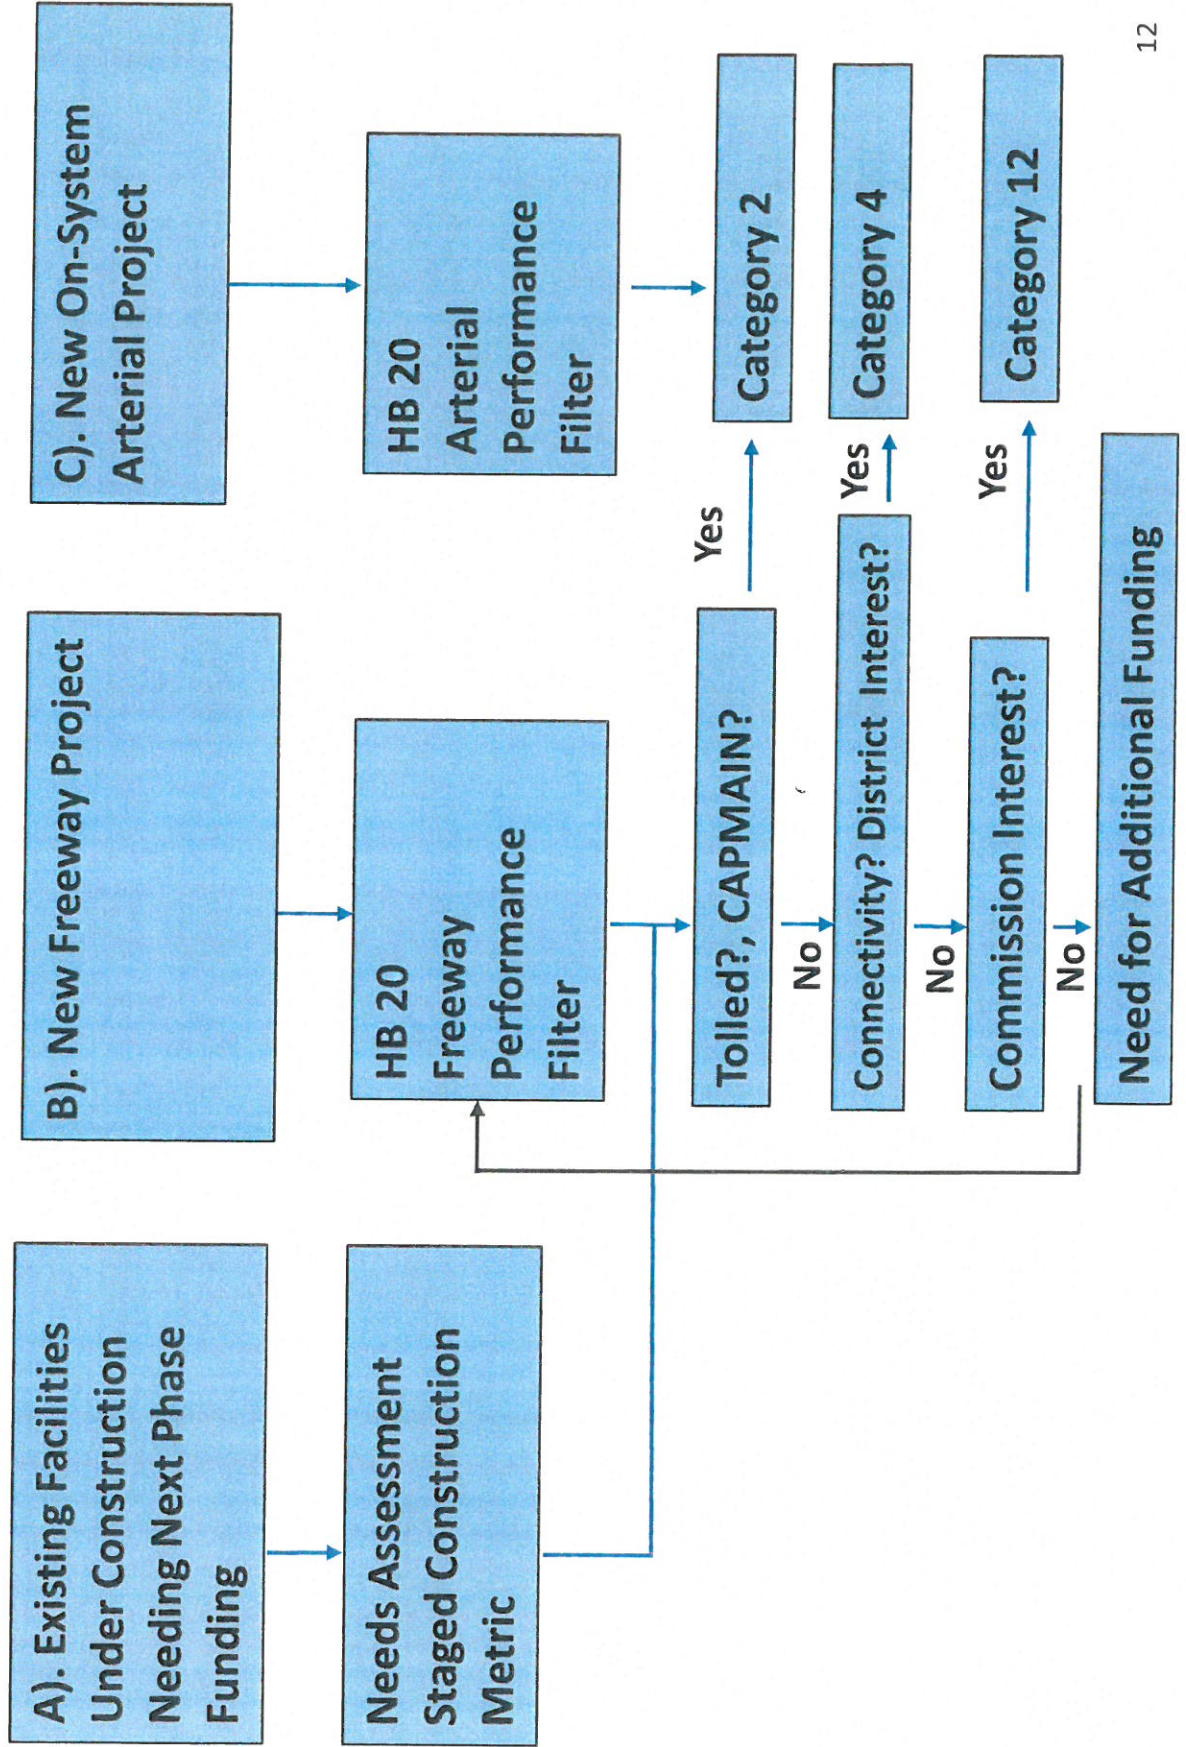 A). Existing Facilities
Under Construction
Needing Next Phase
Funding
B). New Freeway Project
C). New On-System
Arterial Project
Needs Assessment
Staged Construction
Metric
HB 20
Freeway
Performance
Filter
HB 20
Arterial
Performance
Filter
Tolled?, CAPMAIN?
Yes
Category 2
No
Connectivity? District Interest?
Yes
Category 4
No
Commission Interest?
Yes
Category 12
No
Need for Additional Funding
12